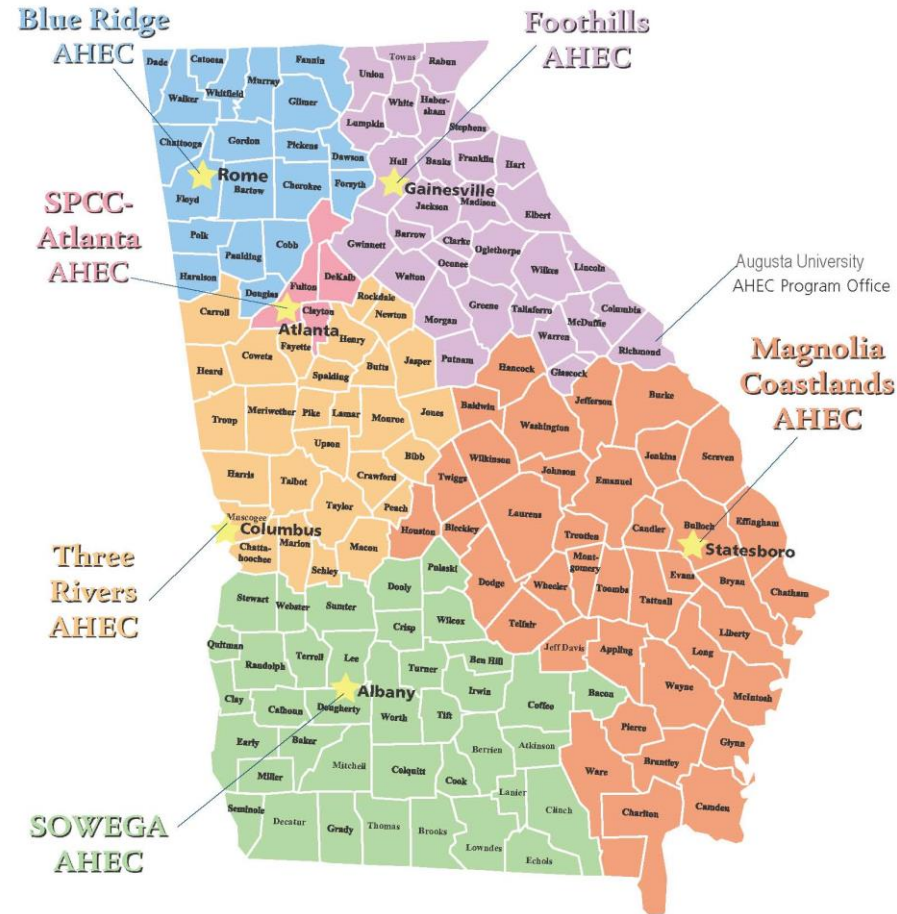 Blue Ridge
AHEC
Foothills
AHEC
Dade
Catoosa
Fannin
Towns
Rabun
Union
Murray
Walker
Whitfield
Gilmer
White
Haber-
sham
Lumpkin
Stephens
Chattooga
Gordon
Pickens
Dawson
Hall
Banks
Franklin
Hart
Rome
Gainesville
Floyd
Bartow
Cherokee
Forsyth
Jackson
Madison
Elbert
SPCC-
Atlanta
AHEC
Polk
Paulding
Cobb
Gwinnett
Barrow
Clarke
Oconee
Oglethorpe
Wilkes
Lincoln
Haralson
Douglas
Fulton
DeKalb
Walton
Augusta University
AHEC Program Office
Carroll
Clayton
Rockdale
Newton
Morgan
Greene
Taliaferro
McDuffie
Columbia
Atlanta
Fayette
Henry
Warren
Richmond
Coweta
Heard
Spalding
Butts
Jasper
Putnam
Hancock
Glascock
Magnolia
Coastlands
AHEC
Troup
Meriwether
Pike
Lamar
Monroe
Jones
Baldwin
Washington
Jefferson
Burke
Upson
Bibb
Wilkinson
Johnson
Jenkins
Screven
Harris
Talbot
Crawford
Twiggs
Emanuel
Taylor
Peach
Laurens
Muscogee
Columbus
Houston
Bleckley
Treutlen
Candler
Bulloch
Effingham
Statesboro
Chatta-
hoochee
Marion
Macon
Schley
Three
Rivers
AHEC
Dooly
Pulaski
Dodge
Wheeler
Mont-
gomery
Toombs
Evans
Tattnall
Bryan
Chatham
Stewart
Webster
Sumter
Crisp
Wilcox
Telfair
Liberty
Long
Quitman
Randolph
Terrell
Lee
Turner
Ben Hill
Jeff Davis
Appling
Wayne
McIntosh
Clay
Calhoun
Dougherty
Albany
Worth
Tift
Irwin
Coffee
Bacon
Pierce
Glynn
Early
Baker
Mitchell
Colquitt
Berrien
Atkinson
Ware
Brantley
Miller
Cook
Lanier
Clinch
Charlton
Camden
Seminole
Decatur
Grady
Thomas
Brooks
Lowndes
Echols
SOWEGA
AHEC